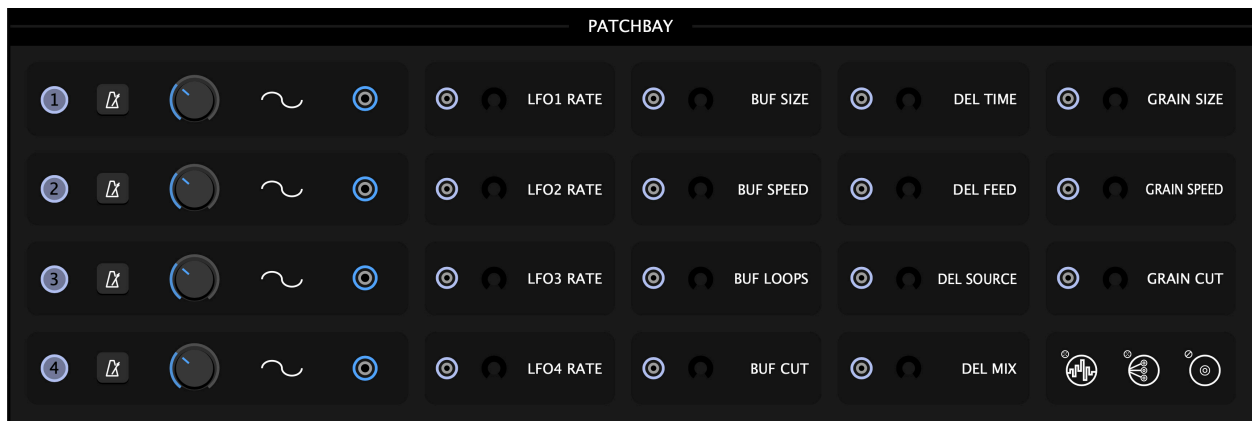 PATCHBAY
1 LFO1 RATE BUF SIZE DEL TIME GRAIN SIZE
2 LFO2 RATE BUF SPEED DEL FEED GRAIN SPEED
3 LFO3 RATE BUF LOOPS DEL SOURCE GRAIN CUT
4 LFO4 RATE BUF CUT DEL MIX